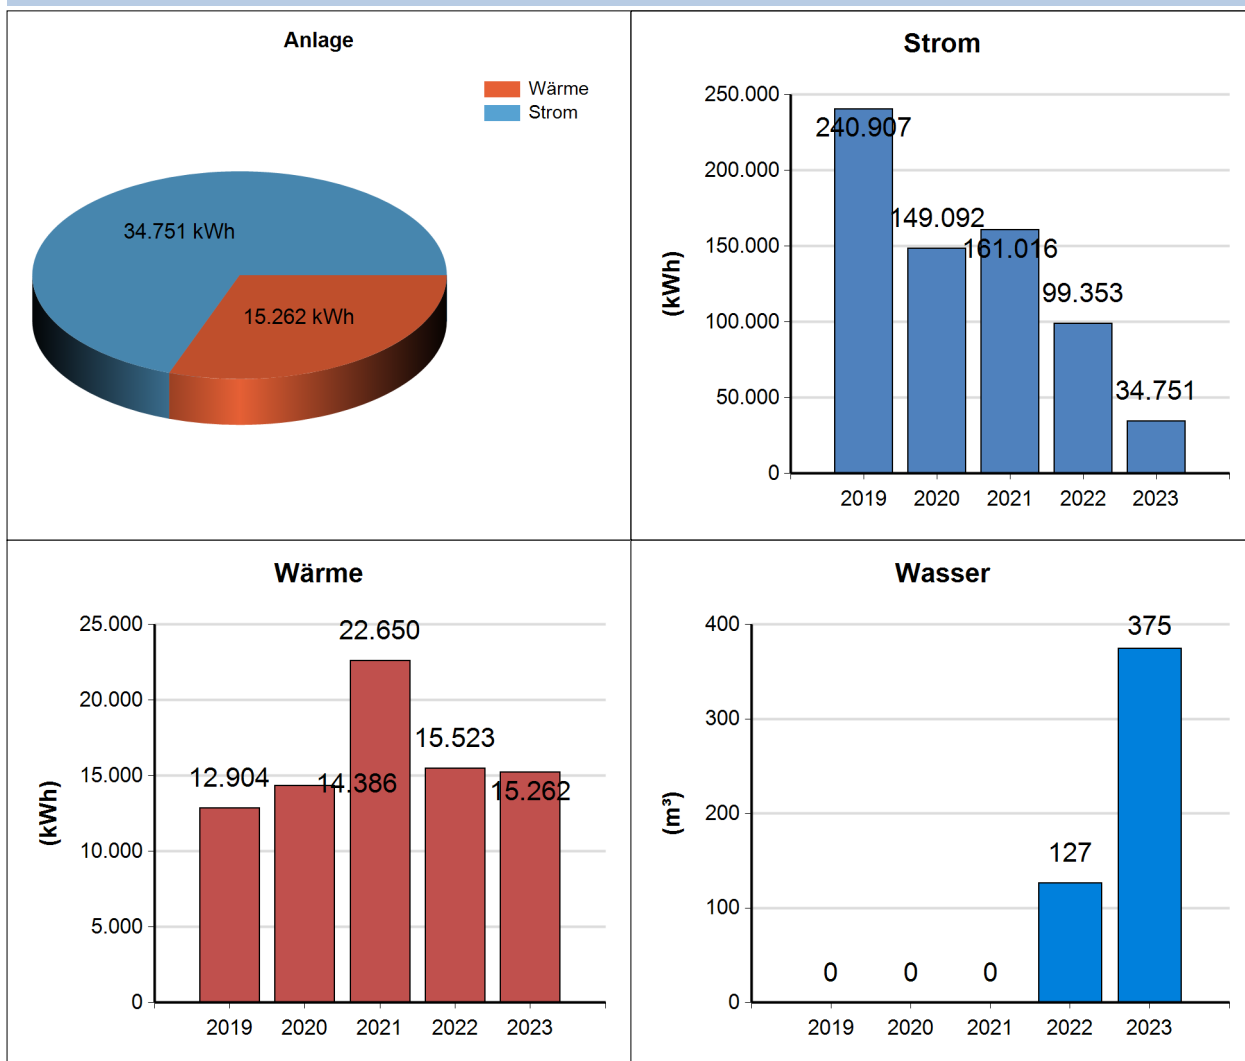 Anlage
Wärme
Strom
34.751 kWh
15.262 kWh
Strom
(kWh)
250.000
200.000
150.000
100.000
50.000
0
240.907
149.092
161.016
99.353
34.751
2019 2020 2021 2022 2023
Wärme
(kWh)
25.000
20.000
15.000
10.000
5.000
0
12.904
14.386
22.650
15.523
15.262
2019 2020 2021 2022 2023
Wasser
(m³)
400
300
200
100
0
0
0
0
127
375
2019 2020 2021 2022 2023